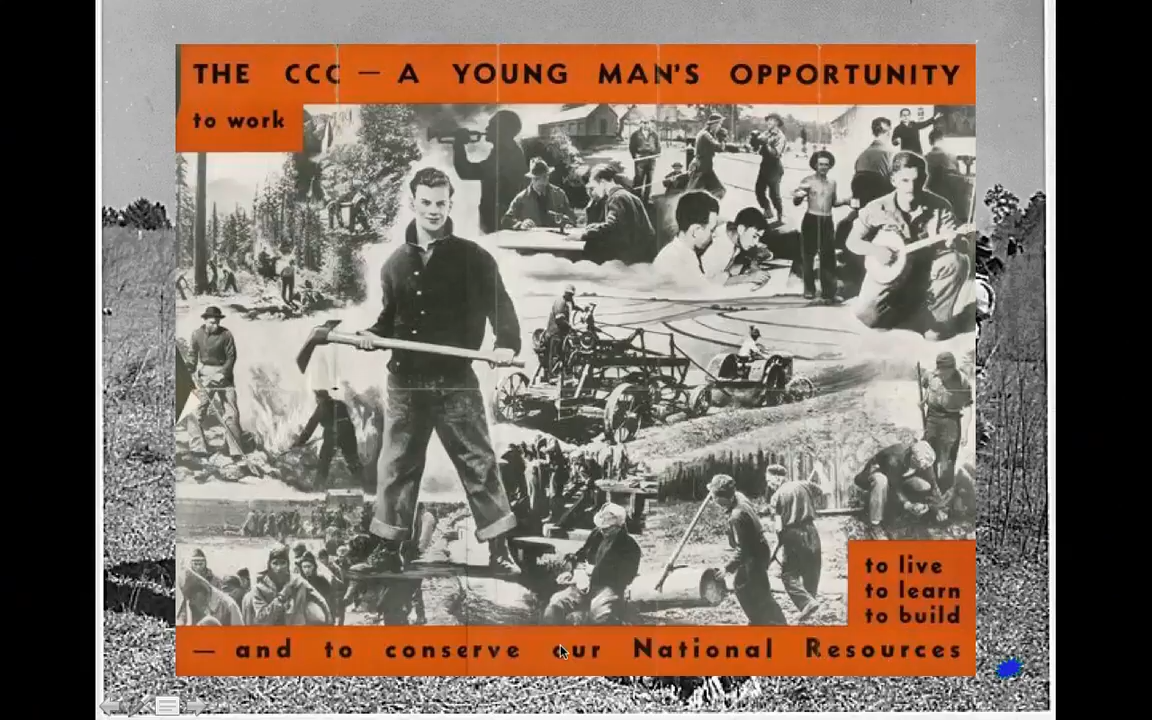 THE CCC — A YOUNG MAN'S OPPORTUNITY
to work
to live
to learn
to build
— and to conserve our National Resources